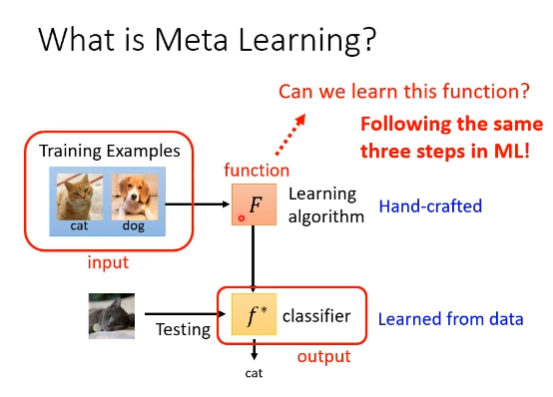 What is Meta Learning?
Can we learn this function?
Following the same
three steps in ML!
Training Examples
cat
dog
input
function
F
Learning
algorithm
Hand-crafted
Testing
f*
classifier
Learned from data
output
cat